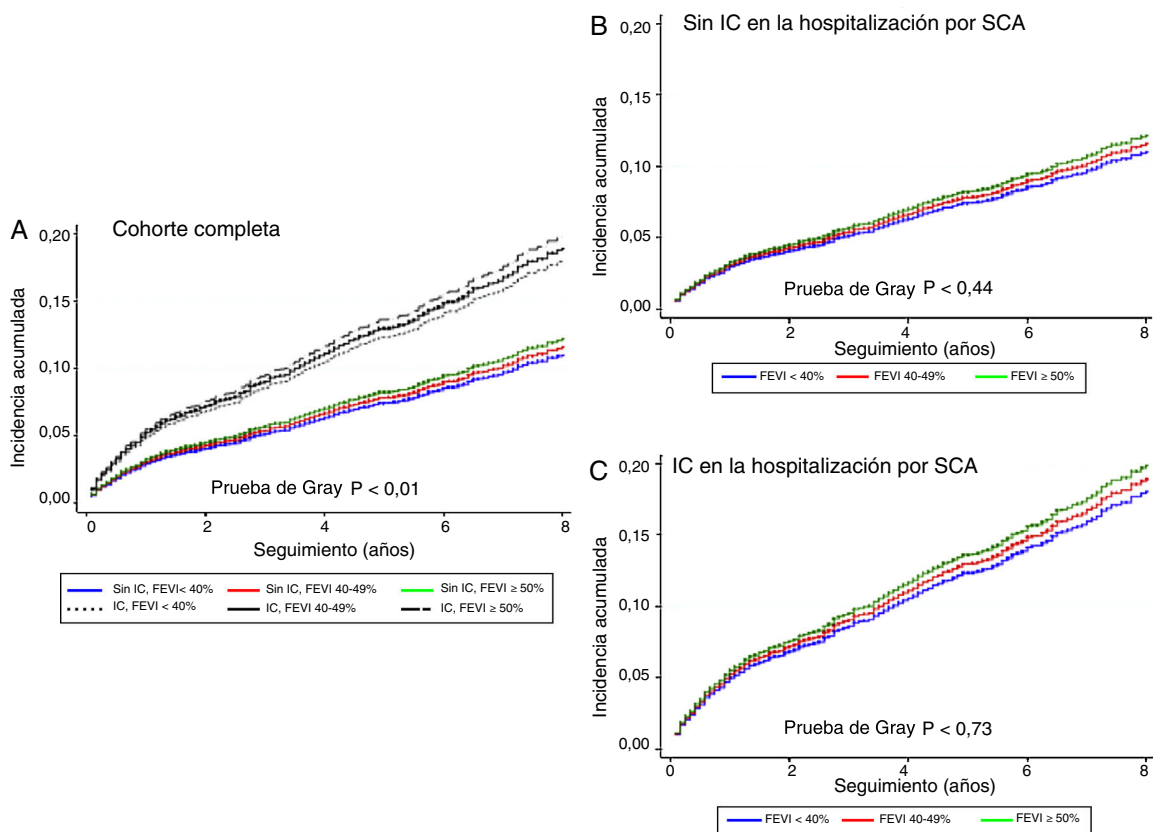 A
Cohorte completa
Incidencia acumulada
0,20
0,15
0,10
0,05
0,00
Prueba de Gray P < 0,01
0 2 4 6 8
Seguimiento (años)
Sin IC, FEVI< 40% Sin IC, FEVI 40-49% Sin IC, FEVI ≥ 50%
IC, FEVI < 40% IC, FEVI 40-49% IC, FEVI ≥ 50%
B
Sin IC en la hospitalización por SCA
Incidencia acumulada
0,20
0,15
0,10
0,05
0,00
Prueba de Gray P < 0,44
0 2 4 6 8
Seguimiento (años)
FEVI < 40% FEVI 40-49% FEVI ≥ 50%
C
IC en la hospitalización por SCA
Incidencia acumulada
0,20
0,15
0,10
0,05
0,00
Prueba de Gray P < 0,73
0 2 4 6 8
Seguimiento (años)
FEVI < 40% FEVI 40-49% FEVI ≥ 50%